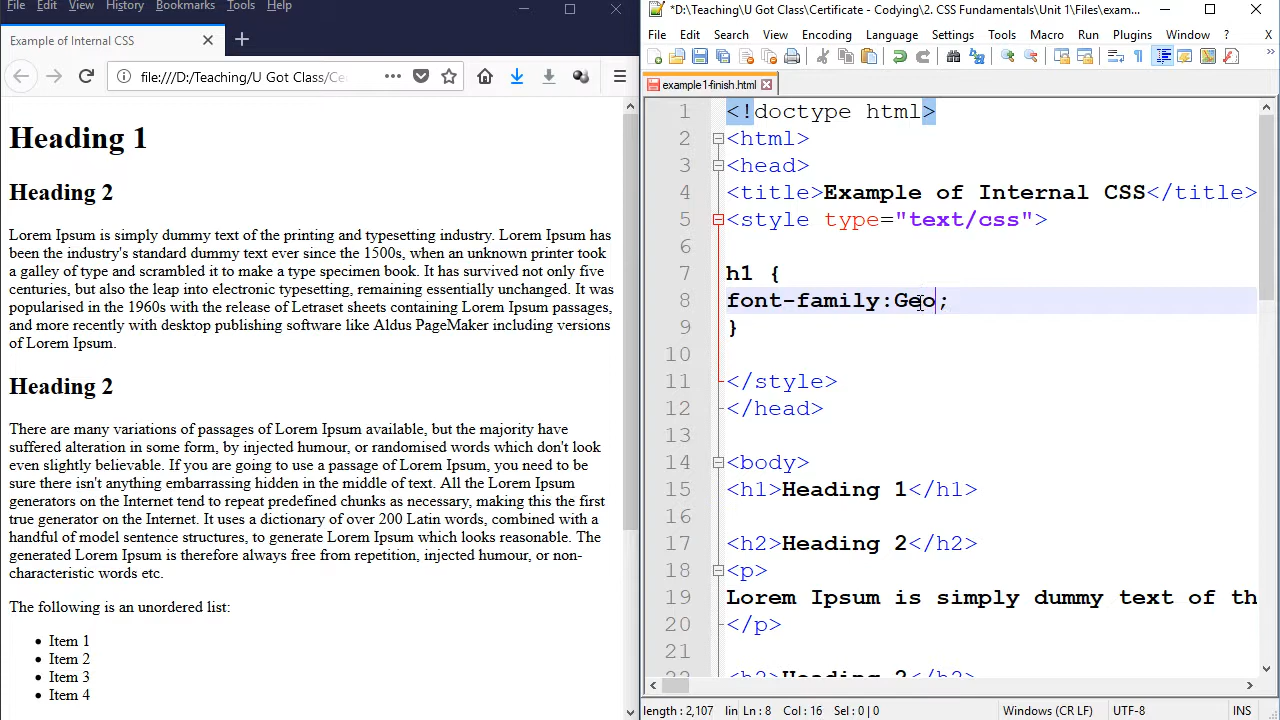 File Edit View History Bookmarks Tools Help
Example of Internal CSS
file:///D:/Teaching/U Got Class/Ce
Heading 1
Heading 2
Lorem Ipsum is simply dummy text of the printing and typesetting industry. Lorem Ipsum has
been the industry's standard dummy text ever since the 1500s, when an unknown printer took
a galley of type and scrambled it to make a type specimen book. It has survived not only five
centuries, but also the leap into electronic typesetting, remaining essentially unchanged. It was
popularised in the 1960s with the release of Letraset sheets containing Lorem Ipsum passages,
and more recently with desktop publishing software like Aldus PageMaker including versions
of Lorem Ipsum.
Heading 2
There are many variations of passages of Lorem Ipsum available, but the majority have
suffered alteration in some form, by injected humour, or randomised words which don't look
even slightly believable. If you are going to use a passage of Lorem Ipsum, you need to be
sure there isn't anything embarrassing hidden in the middle of text. All the Lorem Ipsum
generators on the Internet tend to repeat predefined chunks as necessary, making this the first
true generator on the Internet. It uses a dictionary of over 200 Latin words, combined with a
handful of model sentence structures, to generate Lorem Ipsum which looks reasonable. The
generated Lorem Ipsum is therefore always free from repetition, injected humour, or non-
characteristic words etc.
The following is an unordered list:
• Item 1
• Item 2
• Item 3
• Item 4
*D:\Teaching\U Got Class\Certificate - Codying\2. CSS Fundamentals\Unit 1\Files\exam...
File Edit Search View Encoding Language Settings Tools Macro Run Plugins Window ? X
example1-finish.html
1 <!doctype html>
2 <html>
3 <head>
4 <title>Example of Internal CSS</title>
5 <style type="text/css">
6
7 h1 {
8 font-family:Geo;
9 }
10
11 </style>
12 </head>
13
14 <body>
15 <h1>Heading 1</h1>
16
17 <h2>Heading 2</h2>
18 <p>
19 Lorem Ipsum is simply dummy text of th
20 </p>
21
22 <h2>Heading 2</h2>
length : 2,107 lin Ln : 8 Col : 16 Sel : 0 | 0 Windows (CR LF) UTF-8 INS